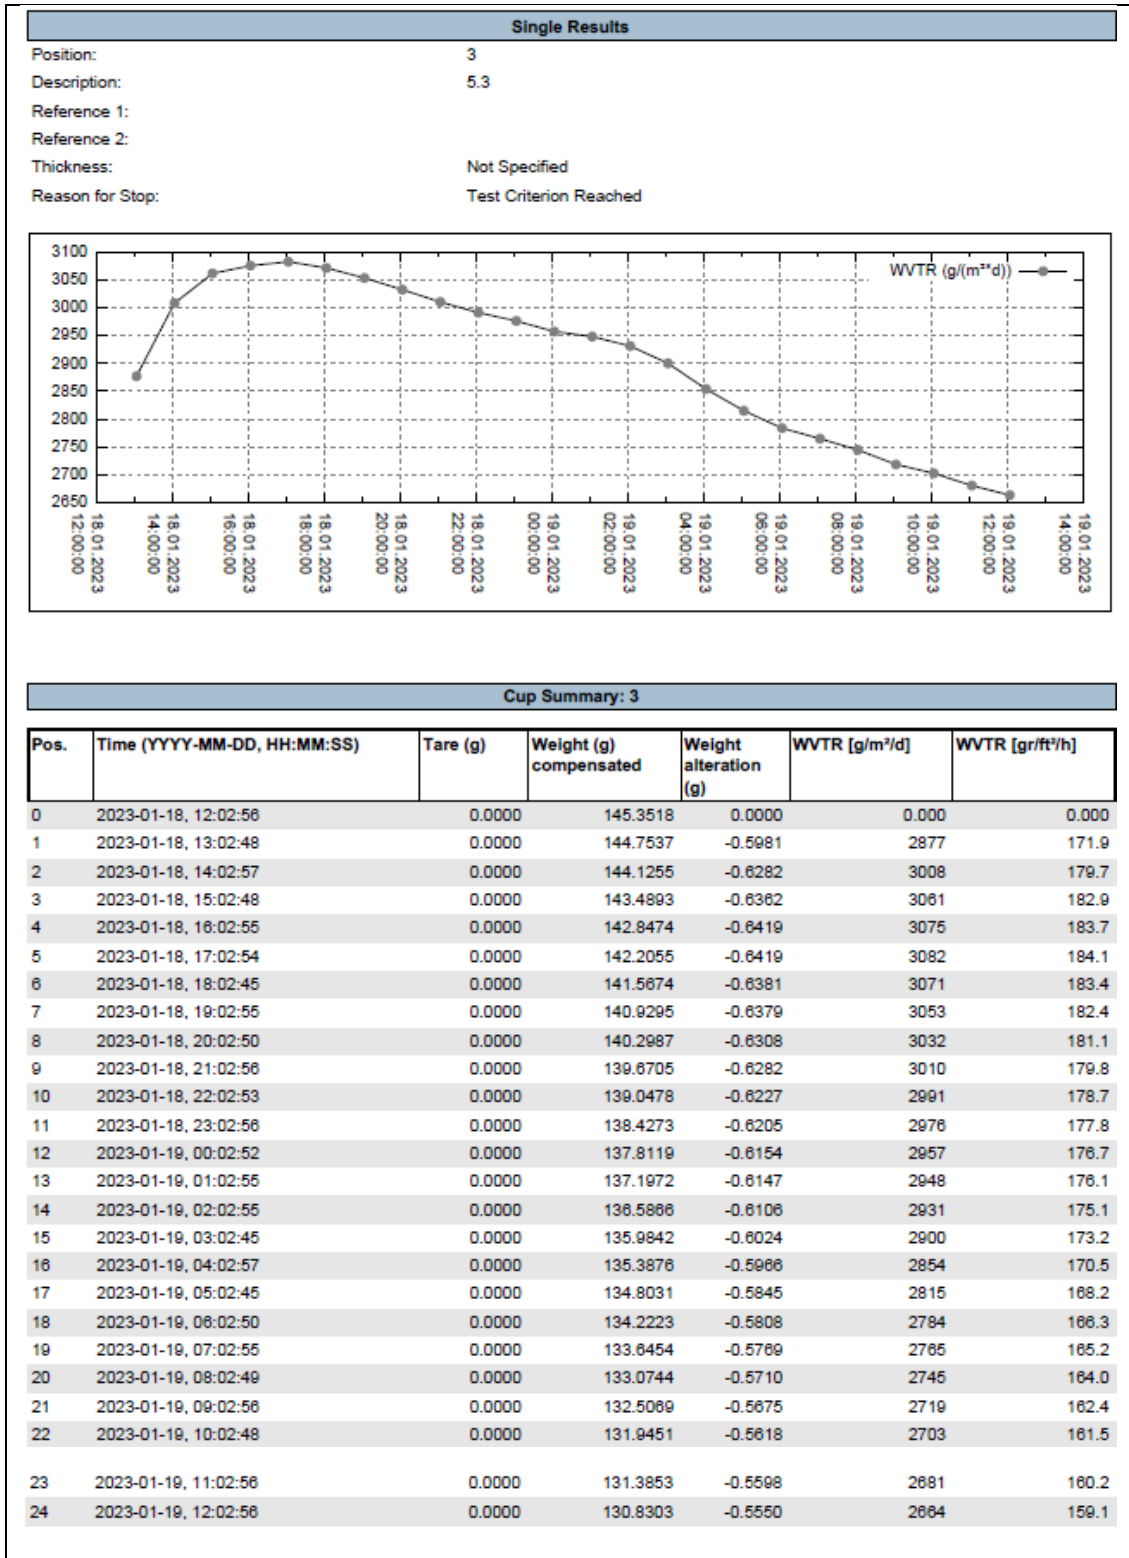 Single Results
Position: 3
Description: 5.3
Reference 1:
Reference 2:
Thickness: Not Specified
Reason for Stop: Test Criterion Reached
3100
3050
3000
2950
2900
2850
2800
2750
2700
2650
WVTR (g/(m²*d))
18.01.2023 12:00:00
18.01.2023 14:00:00
18.01.2023 16:00:00
18.01.2023 18:00:00
18.01.2023 20:00:00
18.01.2023 22:00:00
19.01.2023 00:00:00
19.01.2023 02:00:00
19.01.2023 04:00:00
19.01.2023 06:00:00
19.01.2023 08:00:00
19.01.2023 10:00:00
19.01.2023 12:00:00
19.01.2023 14:00:00
Cup Summary: 3
Pos. Time (YYYY-MM-DD, HH:MM:SS) Tare (g) Weight (g) compensated Weight alteration (g) WVTR [g/m²/d] WVTR [gr/ft²/h]
0 2023-01-18, 12:02:56 0.0000 145.3518 0.0000 0.000 0.000
1 2023-01-18, 13:02:48 0.0000 144.7537 -0.5981 2877 171.9
2 2023-01-18, 14:02:57 0.0000 144.1255 -0.6282 3008 179.7
3 2023-01-18, 15:02:48 0.0000 143.4893 -0.6362 3061 182.9
4 2023-01-18, 16:02:55 0.0000 142.8474 -0.6419 3075 183.7
5 2023-01-18, 17:02:54 0.0000 142.2055 -0.6419 3082 184.1
6 2023-01-18, 18:02:45 0.0000 141.5674 -0.6381 3071 183.4
7 2023-01-18, 19:02:55 0.0000 140.9295 -0.6379 3053 182.4
8 2023-01-18, 20:02:50 0.0000 140.2987 -0.6308 3032 181.1
9 2023-01-18, 21:02:56 0.0000 139.6705 -0.6282 3010 179.8
10 2023-01-18, 22:02:53 0.0000 139.0478 -0.6227 2991 178.7
11 2023-01-18, 23:02:56 0.0000 138.4273 -0.6205 2976 177.8
12 2023-01-19, 00:02:52 0.0000 137.8119 -0.6154 2957 176.7
13 2023-01-19, 01:02:55 0.0000 137.1972 -0.6147 2948 176.1
14 2023-01-19, 02:02:55 0.0000 136.5866 -0.6106 2931 175.1
15 2023-01-19, 03:02:45 0.0000 135.9842 -0.6024 2900 173.2
16 2023-01-19, 04:02:57 0.0000 135.3876 -0.5966 2854 170.5
17 2023-01-19, 05:02:45 0.0000 134.8031 -0.5845 2815 168.2
18 2023-01-19, 06:02:50 0.0000 134.2223 -0.5808 2784 166.3
19 2023-01-19, 07:02:55 0.0000 133.6454 -0.5769 2765 165.2
20 2023-01-19, 08:02:49 0.0000 133.0744 -0.5710 2745 164.0
21 2023-01-19, 09:02:56 0.0000 132.5069 -0.5675 2719 162.4
22 2023-01-19, 10:02:48 0.0000 131.9451 -0.5618 2703 161.5
23 2023-01-19, 11:02:56 0.0000 131.3853 -0.5598 2681 160.2
24 2023-01-19, 12:02:56 0.0000 130.8303 -0.5550 2664 159.1